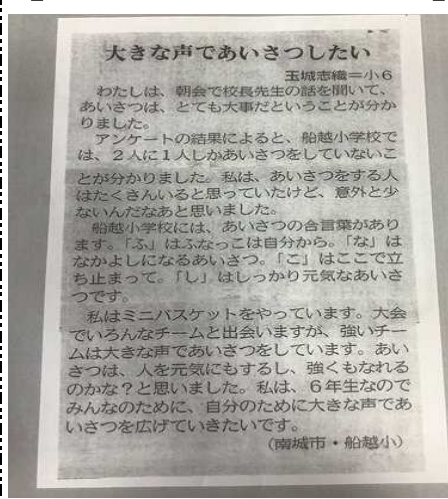 大きな声であいさつしたい
玉城志織＝小６
わたしは、朝会で校長先生の話を聞いて、
あいさつは、とても大事だということが分か
りました。
アンケートの結果によると、船越小学校で
は、２人に１人しかあいさつをしていないこ
とが分かりました。私は、あいさつをする人
はたくさんいると思っていたけど、意外と少
ないんだなあと思いました。
船越小学校には、あいさつの合言葉があり
ます。「ふ」はふなっこは自分から。「な」は
なかよしになるあいさつ。「こ」はここで立
ち止まって。「し」はしっかり元気なあいさ
つです。
私はミニバスケットをやっています。大会
でいろんなチームと出会いますが、強いチー
ムは大きな声であいさつをしています。あい
さつは、人を元気にもするし、強くもなれる
のかな？と思いました。私は、６年生なので
みんなのために、自分のために大きな声であ
いさつを広げていきたいです。
（南城市・船越小）